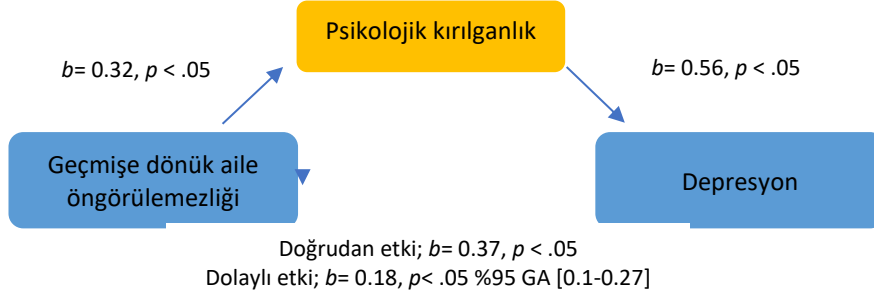 Psikolojik kırılganlık
b= 0.32, p < .05
b= 0.56, p < .05
Geçmişe dönük aile
öngörülemezliği
Depresyon
Doğrudan etki; b= 0.37, p < .05
Dolaylı etki; b= 0.18, p< .05 %95 GA [0.1-0.27]